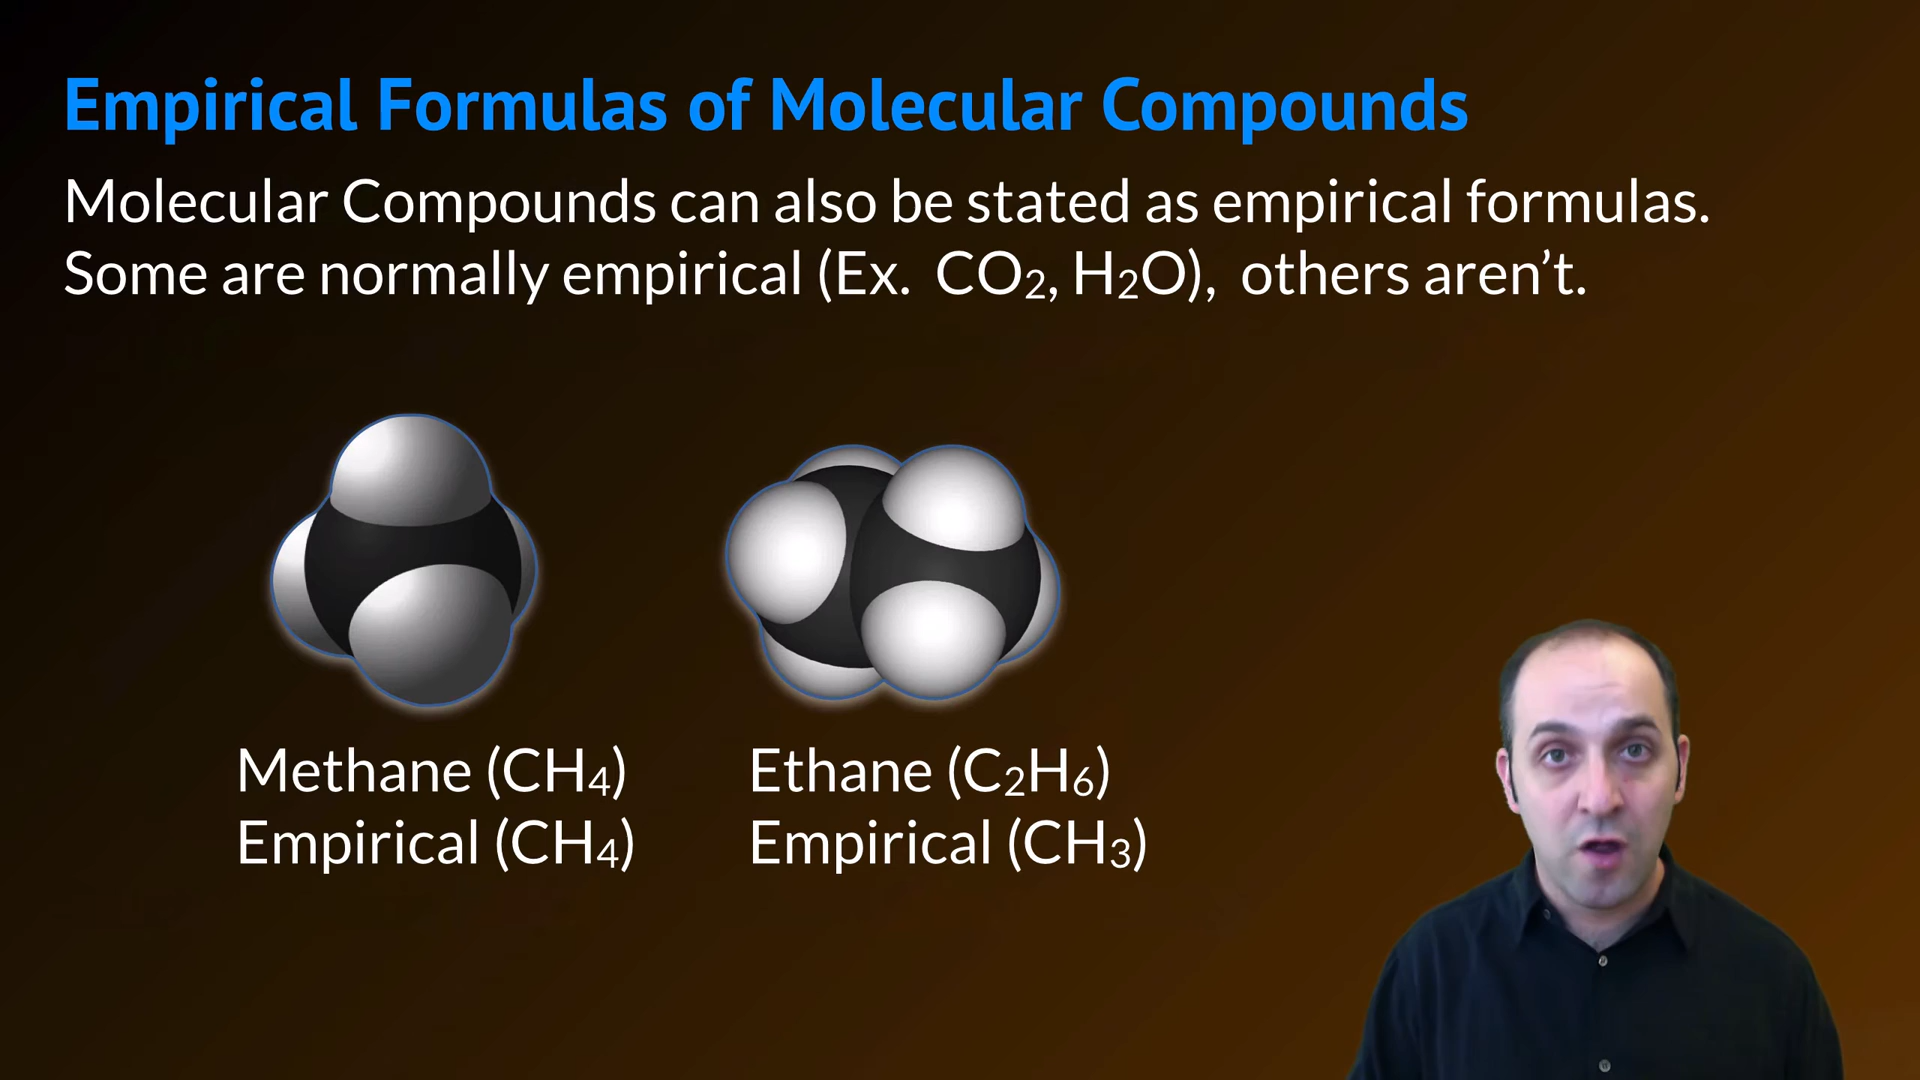 Empirical Formulas of Molecular Compounds
Molecular Compounds can also be stated as empirical formulas.
Some are normally empirical (Ex. CO₂, H₂O), others aren’t.
Methane (CH₄)
Empirical (CH₄)
Ethane (C₂H₆)
Empirical (CH₃)